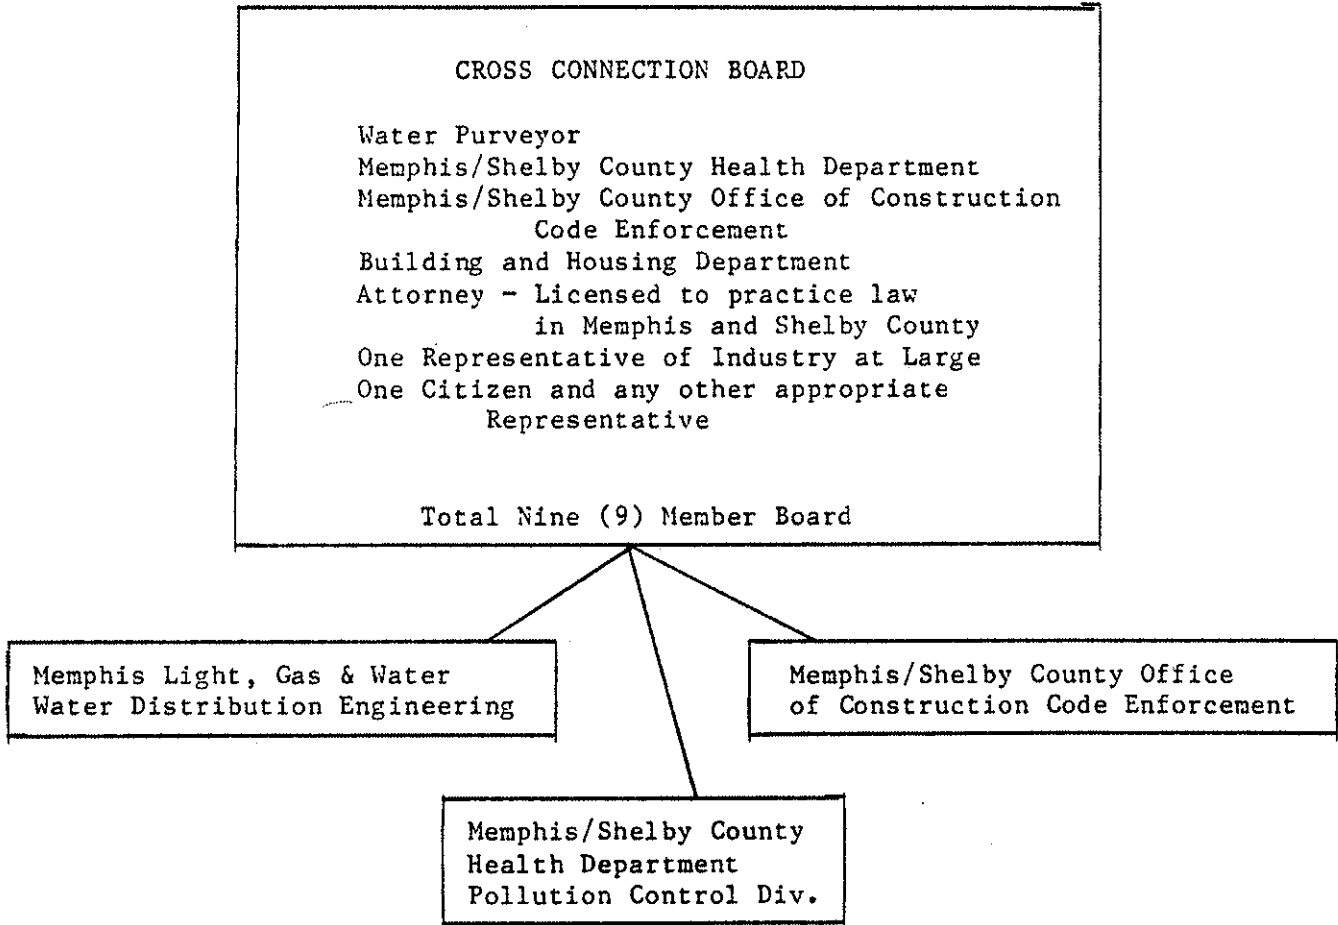 CROSS CONNECTION BOARD
Water Purveyor
Memphis/Shelby County Health Department
Memphis/Shelby County Office of Construction
Code Enforcement
Building and Housing Department
Attorney - Licensed to practice law
in Memphis and Shelby County
One Representative of Industry at Large
One Citizen and any other appropriate
Representative
Total Nine (9) Member Board
Memphis Light, Gas & Water
Water Distribution Engineering
Memphis/Shelby County Office
of Construction Code Enforcement
Memphis/Shelby County
Health Department
Pollution Control Div.